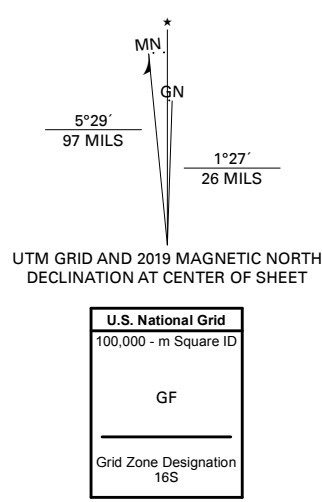 ★
MN
GN
5°29´
97 MILS
1°27´
26 MILS
UTM GRID AND 2019 MAGNETIC NORTH
DECLINATION AT CENTER OF SHEET
U.S. National Grid
100,000 - m Square ID
GF
Grid Zone Designation
16S